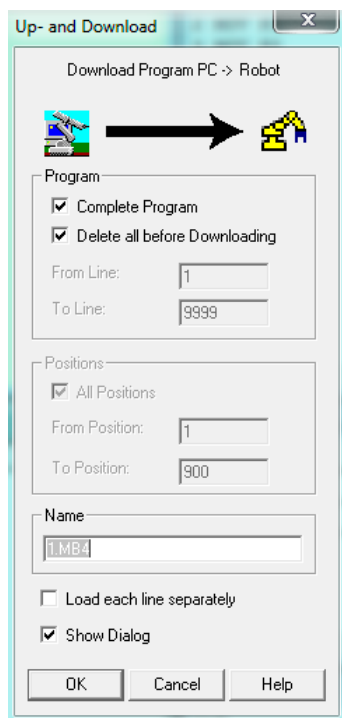 Up- and Download
Download Program PC -> Robot
Program
Complete Program
Delete all before Downloading
From Line: 1
To Line: 9999
Positions
All Positions
From Position: 1
To Position: 900
Name
1.MB4
Load each line separately
Show Dialog
OK Cancel Help